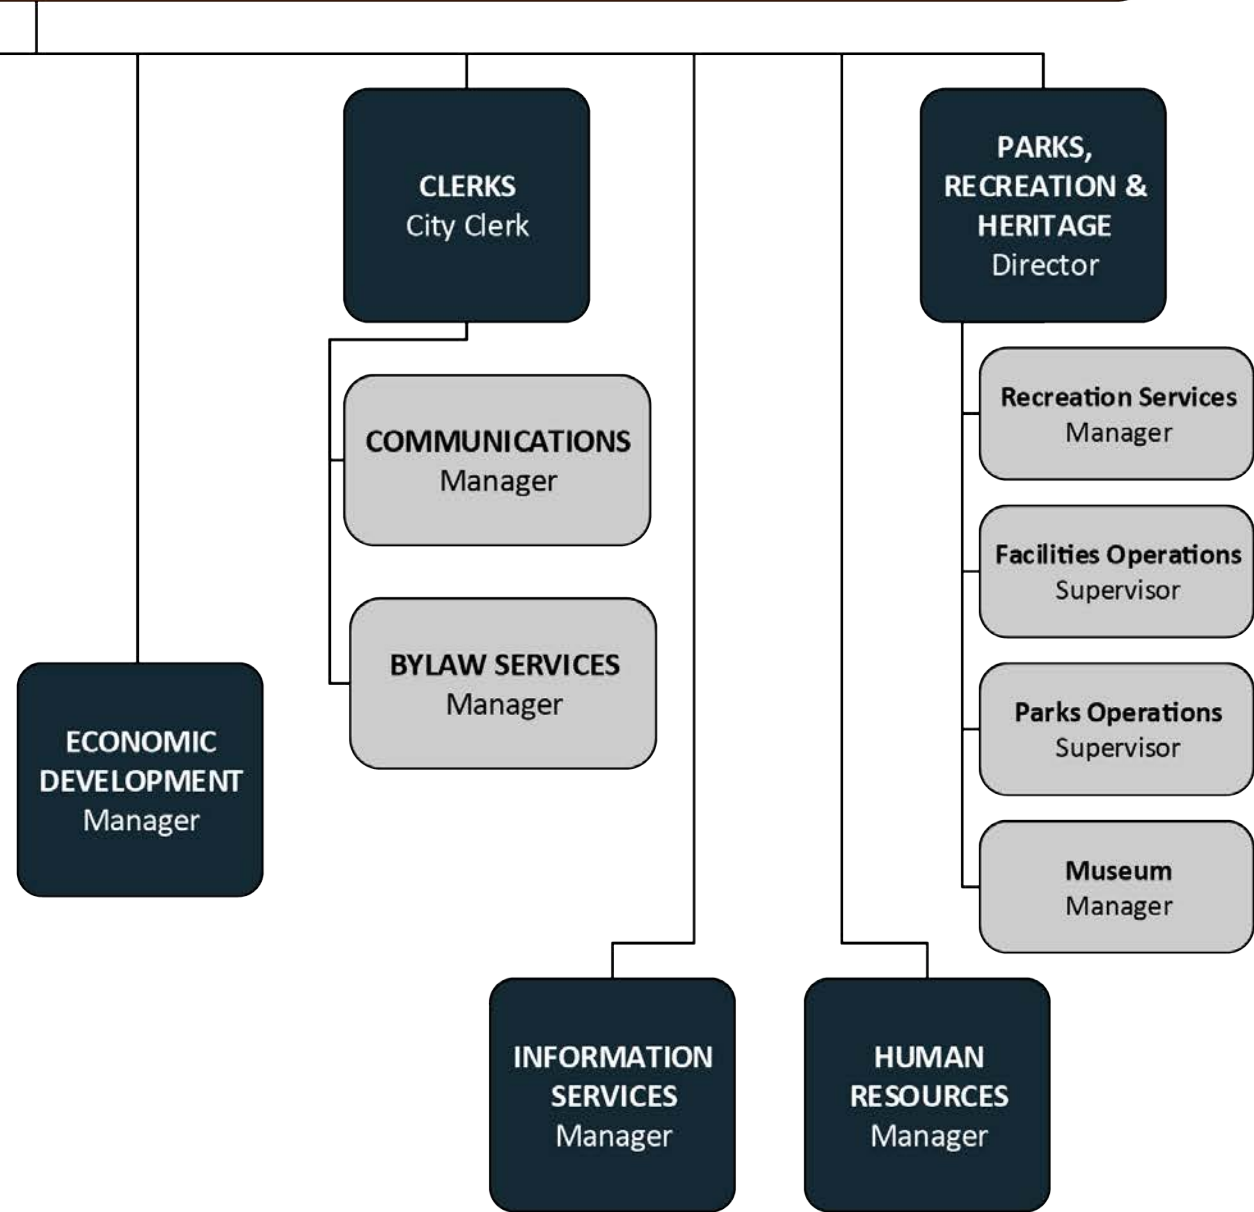 CLERKS
City Clerk
COMMUNICATIONS
Manager
BYLAW SERVICES
Manager
PARKS,
RECREATION &
HERITAGE
Director
Recreation Services
Manager
Facilities Operations
Supervisor
Parks Operations
Supervisor
Museum
Manager
ECONOMIC
DEVELOPMENT
Manager
INFORMATION
SERVICES
Manager
HUMAN
RESOURCES
Manager